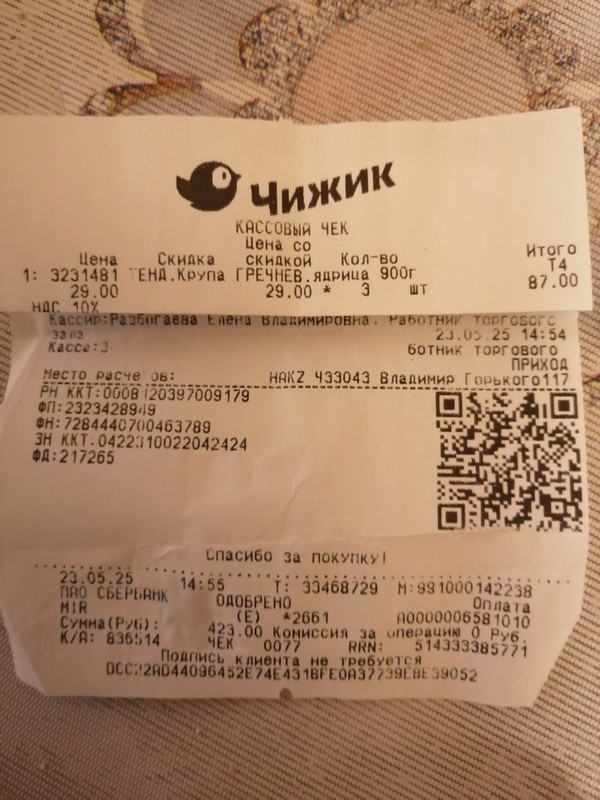 Чижик
КАССОВЫЙ ЧЕК
Цена Скидка Цена со скидкой Кол-во Итого
Т4
1: 3231481 ТЕНД.Крупа ГРЕЧНЕВ.ядрица 900г
29.00 29.00 * 3 шт 87.00
НДС 10%
Кассир:Разбогаева Елена Владимировна. Работник торгового
зала 23.05.25 14:54
Касса:3 ботник торгового
ПРИХОД
Место расчетов: HAKZ Ч33043 Владимир Горького117
РН ККТ:0008120397009179
ФП:2323428949
ФН:7284440700463789
ЗН ККТ:0422310022042424
ФД:217265
Спасибо за покупку!
23.05.25 14:55 Т: 33468729 М:991000142238
ПАО СБЕРБАНК ОДОБРЕНО Оплата
MIR (E) *2661 A0000006581010
Сумма(Руб): 423.00 Комиссия за операцию 0 Руб.
К/А: 836514 ЧЕК 0077 RRN: 514333385771
Подпись клиента не требуется